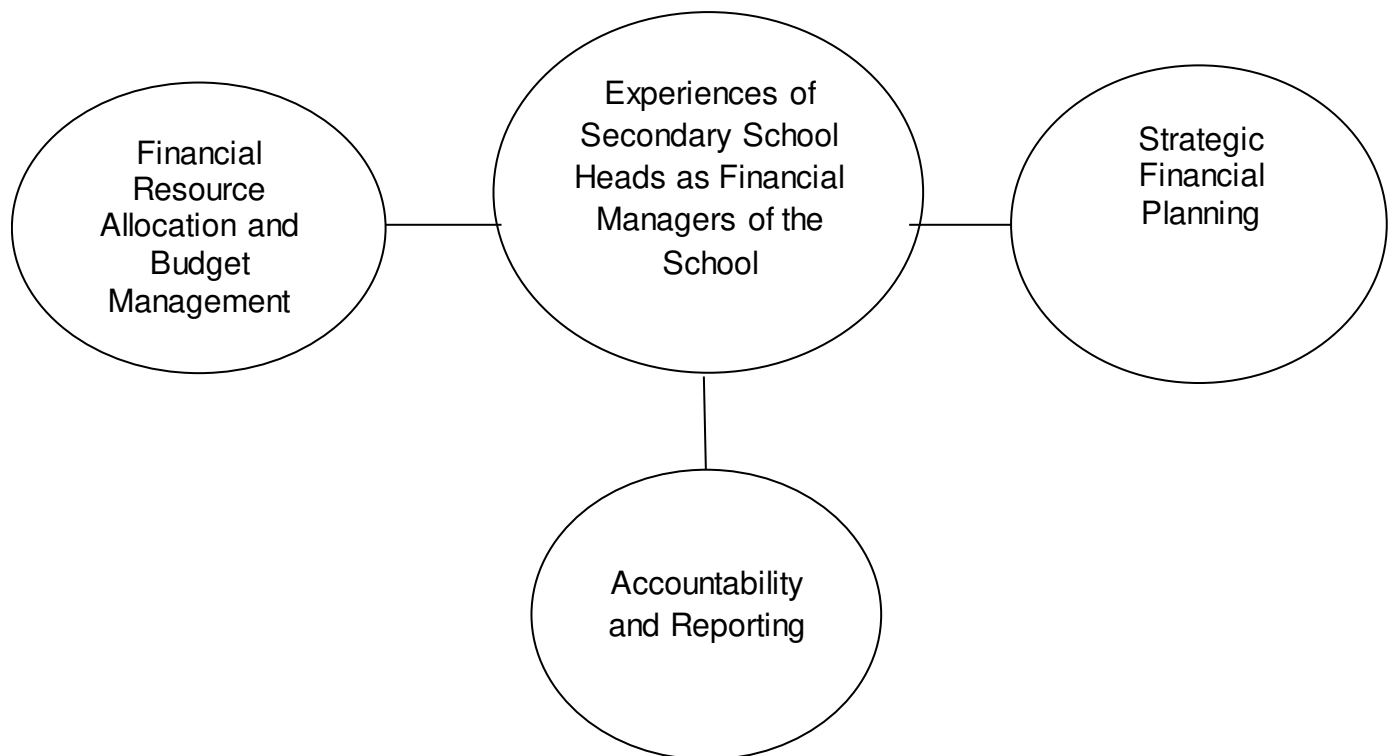 Financial
Resource
Allocation and
Budget
Management
Experiences of
Secondary School
Heads as Financial
Managers of the
School
Strategic
Financial
Planning
Accountability
and Reporting